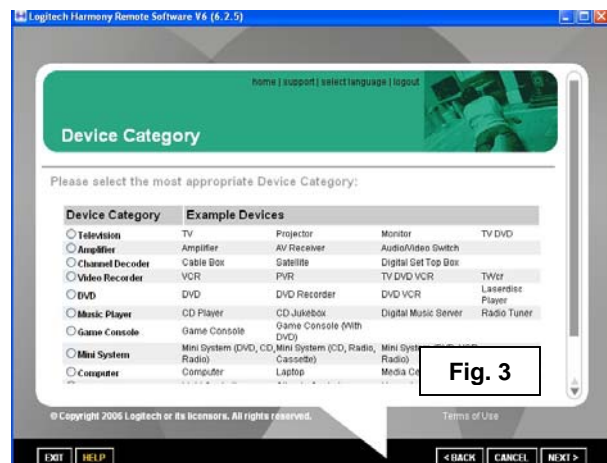 Logitech Harmony Remote Software V6 (6.2.5)
home | support | select language | logout
Device Category
Please select the most appropriate Device Category:
Device Category Example Devices
Television TV Projector Monitor TV DVD
Amplifier Amplifier AV Receiver Audio/Video Switch
Channel Decoder Cable Box Satellite Digital Set Top Box
Video Recorder VCR PVR TV DVD VCR TiVcr
DVD DVD DVD Recorder DVD VCR Laserdisc Player
Music Player CD Player CD Jukebox Digital Music Server Radio Tuner
Game Console Game Console Game Console (With DVD)
Mini System Mini System (DVD, CD, Radio) Mini System (CD, Radio, Cassette) Mini System Radio)
Computer Computer Laptop Media
Fig. 3
© Copyright 2006 Logitech or its licensors. All rights reserved. Terms of Use
EXIT HELP < BACK CANCEL NEXT >